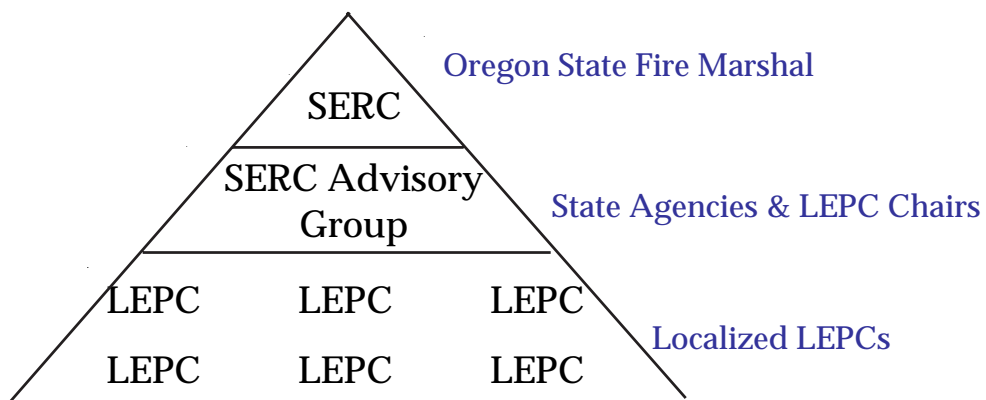 Oregon State Fire Marshal
SERC
SERC Advisory
Group
State Agencies & LEPC Chairs
LEPC LEPC LEPC
Localized LEPCs
LEPC LEPC LEPC